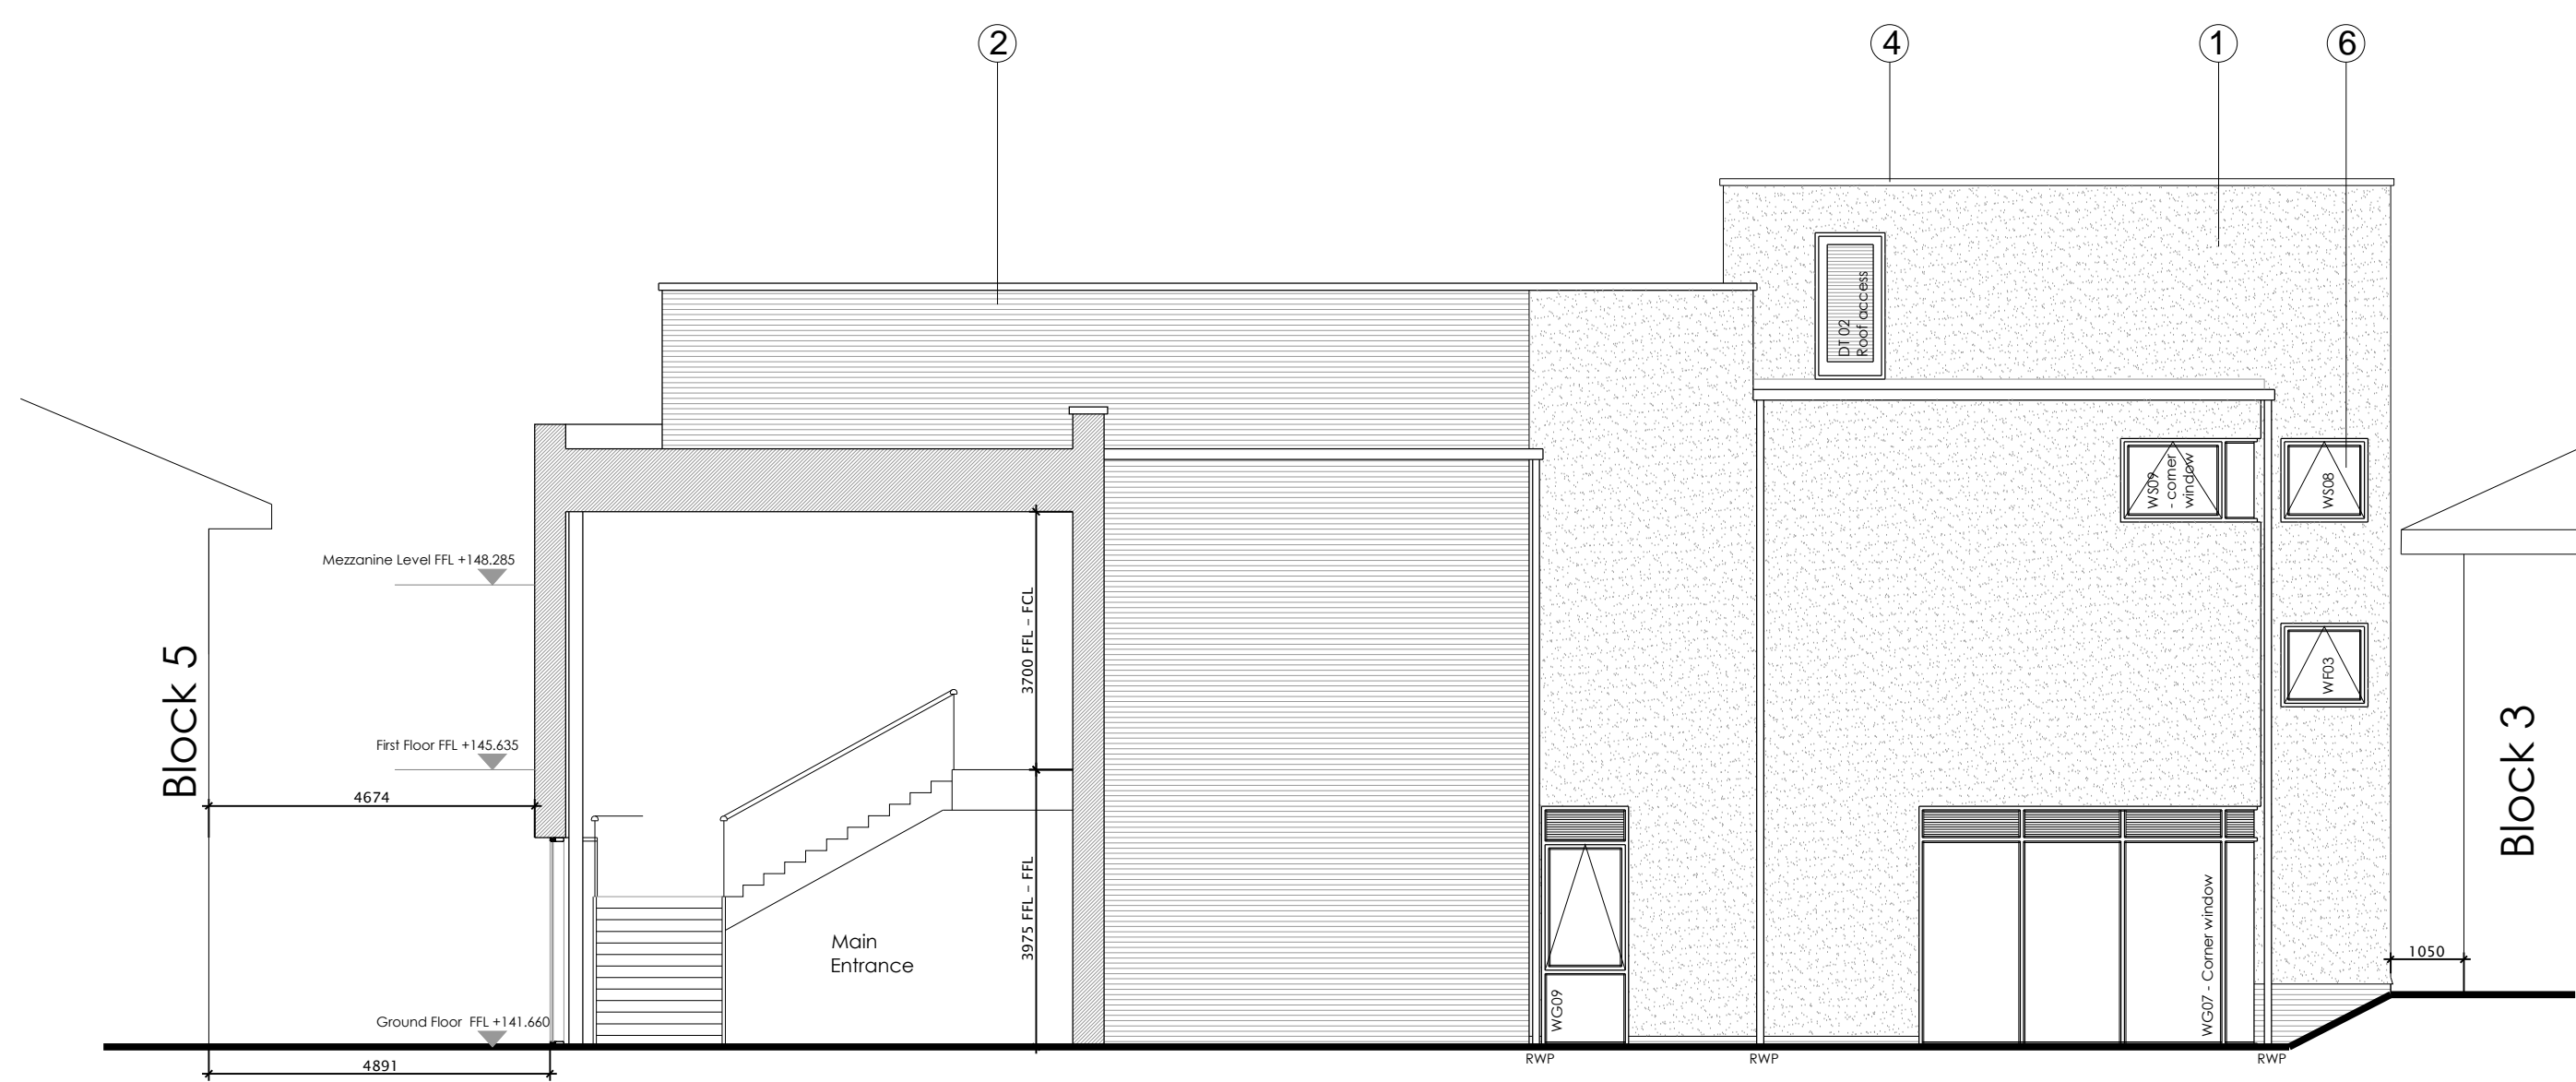 2
4
1
6
DT 02
Roof access
WS09
- corner
window
WS08
Mezzanine Level FFL +148.285
3700 FFL - FCL
Block 5
WF03
First Floor FFL +145.635
Block 3
4674
3975 FFL - FFL
Main
Entrance
WG07 - Corner window
1050
WG09
Ground Floor FFL +141.660
RWP
RWP
RWP
4891